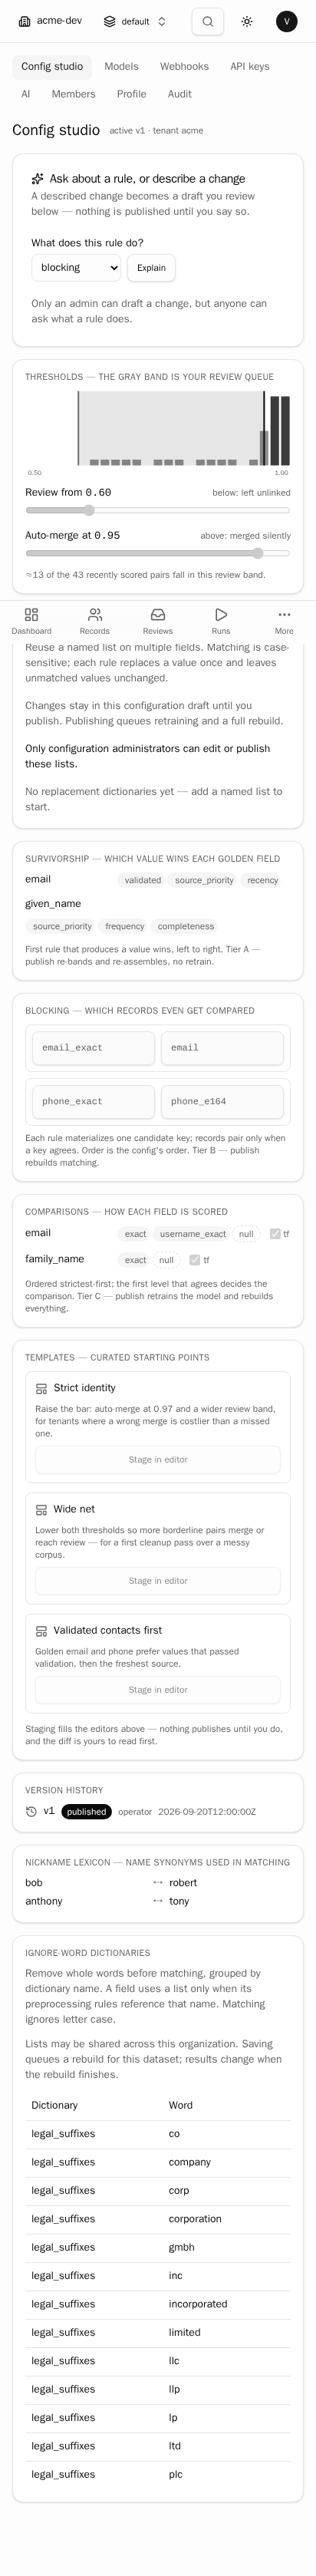 acme-dev default V
Config studio Models Webhooks API keys
AI Members Profile Audit
Config studio active v1 · tenant acme
Ask about a rule, or describe a change
A described change becomes a draft you review
below — nothing is published until you say so.
What does this rule do?
blocking Explain
Only an admin can draft a change, but anyone can
ask what a rule does.
THRESHOLDS — THE GRAY BAND IS YOUR REVIEW QUEUE
0.50 1.00
Review from 0.60 below: left unlinked
Auto-merge at 0.95 above: merged silently
≈13 of the 43 recently scored pairs fall in this review band.
Dashboard Records Reviews Runs More
Reuse a named list on multiple fields. Matching is case-
sensitive; each rule replaces a value once and leaves
unmatched values unchanged.
Changes stay in this configuration draft until you
publish. Publishing queues retraining and a full rebuild.
Only configuration administrators can edit or publish
these lists.
No replacement dictionaries yet — add a named list to
start.
SURVIVORSHIP — WHICH VALUE WINS EACH GOLDEN FIELD
email validated source_priority recency
given_name
source_priority frequency completeness
First rule that produces a value wins, left to right. Tier A —
publish re-bands and re-assembles, no retrain.
BLOCKING — WHICH RECORDS EVEN GET COMPARED
email_exact email
phone_exact phone_e164
Each rule materializes one candidate key; records pair only when
a key agrees. Order is the config's order. Tier B — publish
rebuilds matching.
COMPARISONS — HOW EACH FIELD IS SCORED
email exact username_exact null tf
family_name exact null tf
Ordered strictest-first; the first level that agrees decides the
comparison. Tier C — publish retrains the model and rebuilds
everything.
TEMPLATES — CURATED STARTING POINTS
Strict identity
Raise the bar: auto-merge at 0.97 and a wider review band,
for tenants where a wrong merge is costlier than a missed
one.
Stage in editor
Wide net
Lower both thresholds so more borderline pairs merge or
reach review — for a first cleanup pass over a messy
corpus.
Stage in editor
Validated contacts first
Golden email and phone prefer values that passed
validation, then the freshest source.
Stage in editor
Staging fills the editors above — nothing publishes until you do,
and the diff is yours to read first.
VERSION HISTORY
v1 published operator 2026-09-20T12:00:00Z
NICKNAME LEXICON — NAME SYNONYMS USED IN MATCHING
bob ↔ robert
anthony ↔ tony
IGNORE-WORD DICTIONARIES
Remove whole words before matching, grouped by
dictionary name. A field uses a list only when its
preprocessing rules reference that name. Matching
ignores letter case.
Lists may be shared across this organization. Saving
queues a rebuild for this dataset; results change when
the rebuild finishes.
Dictionary Word
legal_suffixes co
legal_suffixes company
legal_suffixes corp
legal_suffixes corporation
legal_suffixes gmbh
legal_suffixes inc
legal_suffixes incorporated
legal_suffixes limited
legal_suffixes llc
legal_suffixes llp
legal_suffixes lp
legal_suffixes ltd
legal_suffixes plc